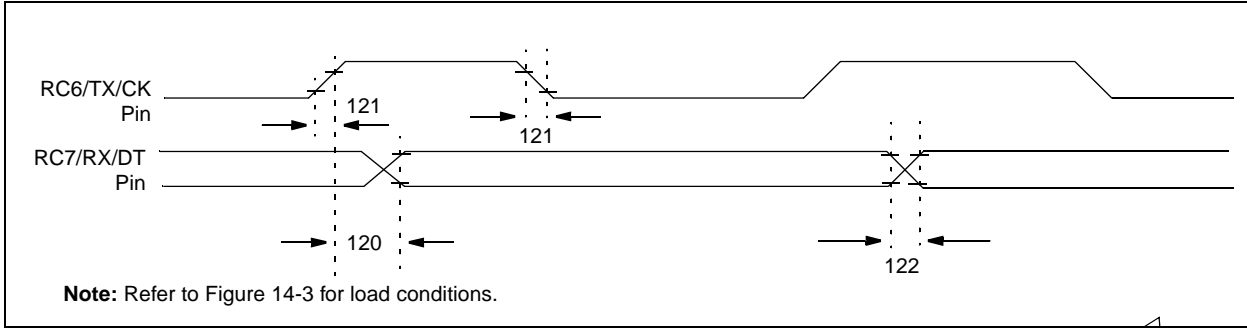 RC6/TX/CK
Pin
121
121
RC7/RX/DT
Pin
120
122
Note: Refer to Figure 14-3 for load conditions.